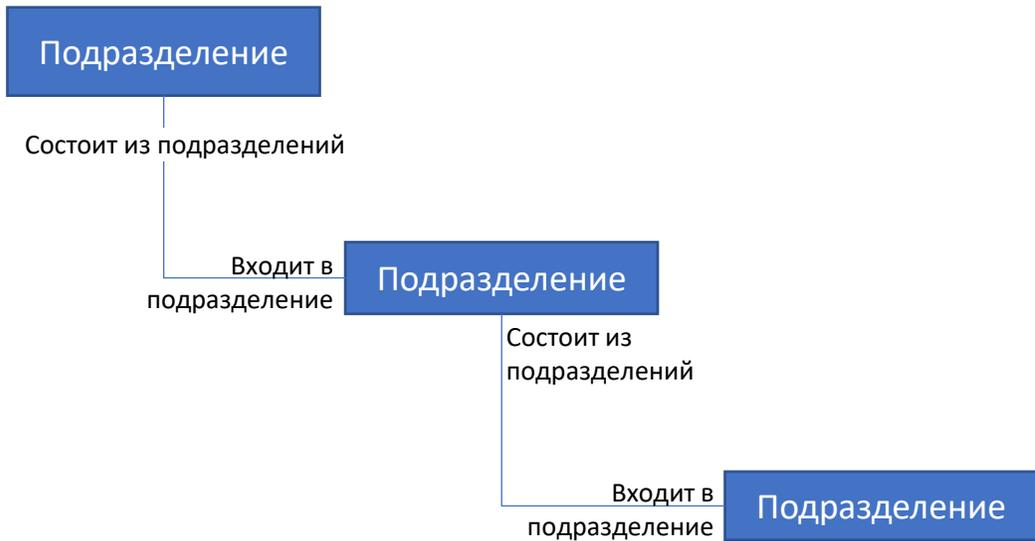 Подразделение
Состоит из подразделений
Входит в
подразделение
Подразделение
Состоит из
подразделений
Входит в
подразделение
Подразделение